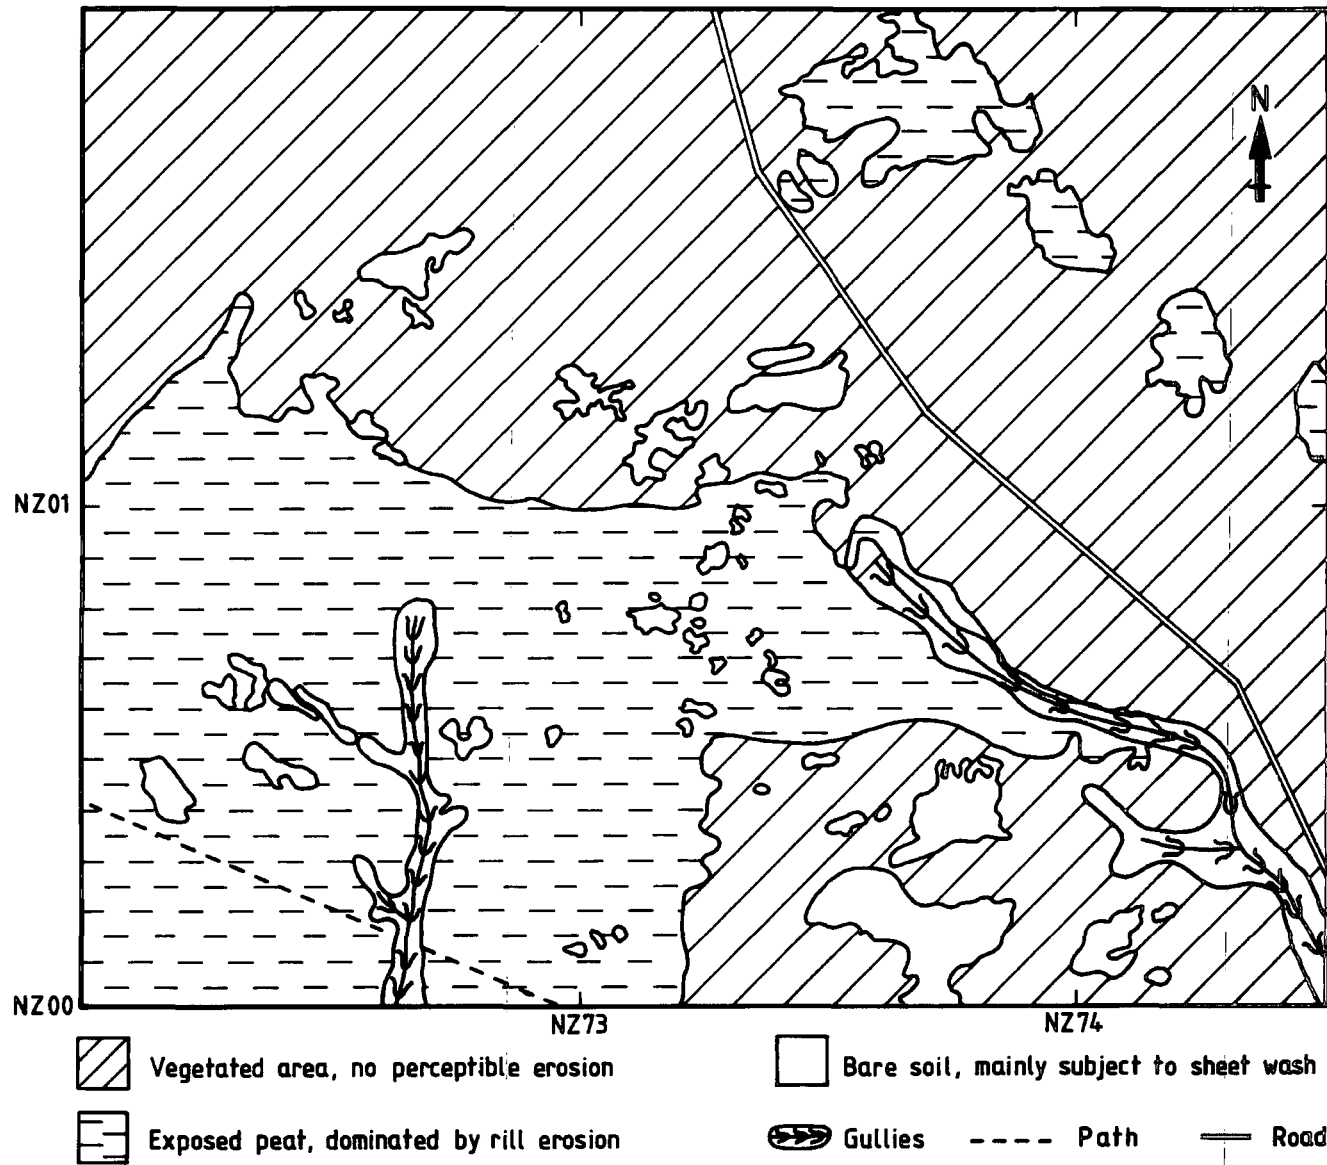 N
NZ01
NZ00
NZ73
NZ74
Vegetated area, no perceptible erosion
Bare soil, mainly subject to sheet wash
Exposed peat, dominated by rill erosion
Gullies
Path
Road